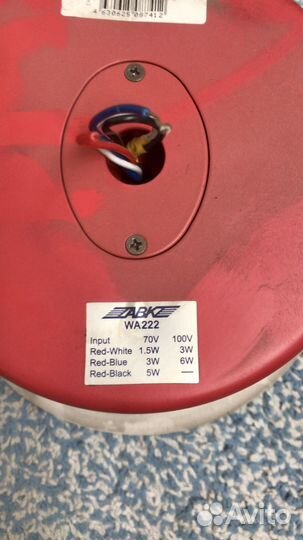 4 630625 087412
ABK
WA222
Input 70V 100V
Red-White 1.5W 3W
Red-Blue 3W 6W
Red-Black 5W —
Avito